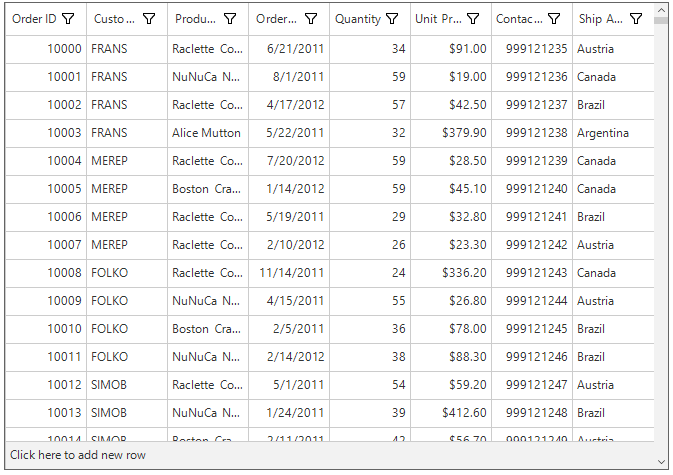 Order ID Custo... Produ... Order... Quantity Unit Pr... Contac... Ship A...
10000 FRANS Raclette Co... 6/21/2011 34 $91.00 999121235 Austria
10001 FRANS NuNuCa N... 8/1/2011 59 $19.00 999121236 Canada
10002 FRANS Raclette Co... 4/17/2012 57 $42.50 999121237 Brazil
10003 FRANS Alice Mutton 5/22/2011 32 $379.90 999121238 Argentina
10004 MEREP Raclette Co... 7/20/2012 59 $28.50 999121239 Canada
10005 MEREP Boston Cra... 1/14/2012 59 $45.10 999121240 Canada
10006 MEREP Raclette Co... 5/19/2011 29 $32.80 999121241 Brazil
10007 MEREP Raclette Co... 2/10/2012 26 $23.30 999121242 Austria
10008 FOLKO Raclette Co... 11/14/2011 24 $336.20 999121243 Canada
10009 FOLKO NuNuCa N... 4/15/2011 55 $26.80 999121244 Austria
10010 FOLKO Boston Cra... 2/5/2011 36 $78.00 999121245 Brazil
10011 FOLKO NuNuCa N... 2/14/2012 38 $88.30 999121246 Brazil
10012 SIMOB Raclette Co... 5/1/2011 54 $59.20 999121247 Austria
10013 SIMOB NuNuCa N... 1/24/2011 39 $412.60 999121248 Brazil
10014 SIMOB Boston Cra... 2/11/2011 42 $56.70 999121249 Austria
Click here to add new row